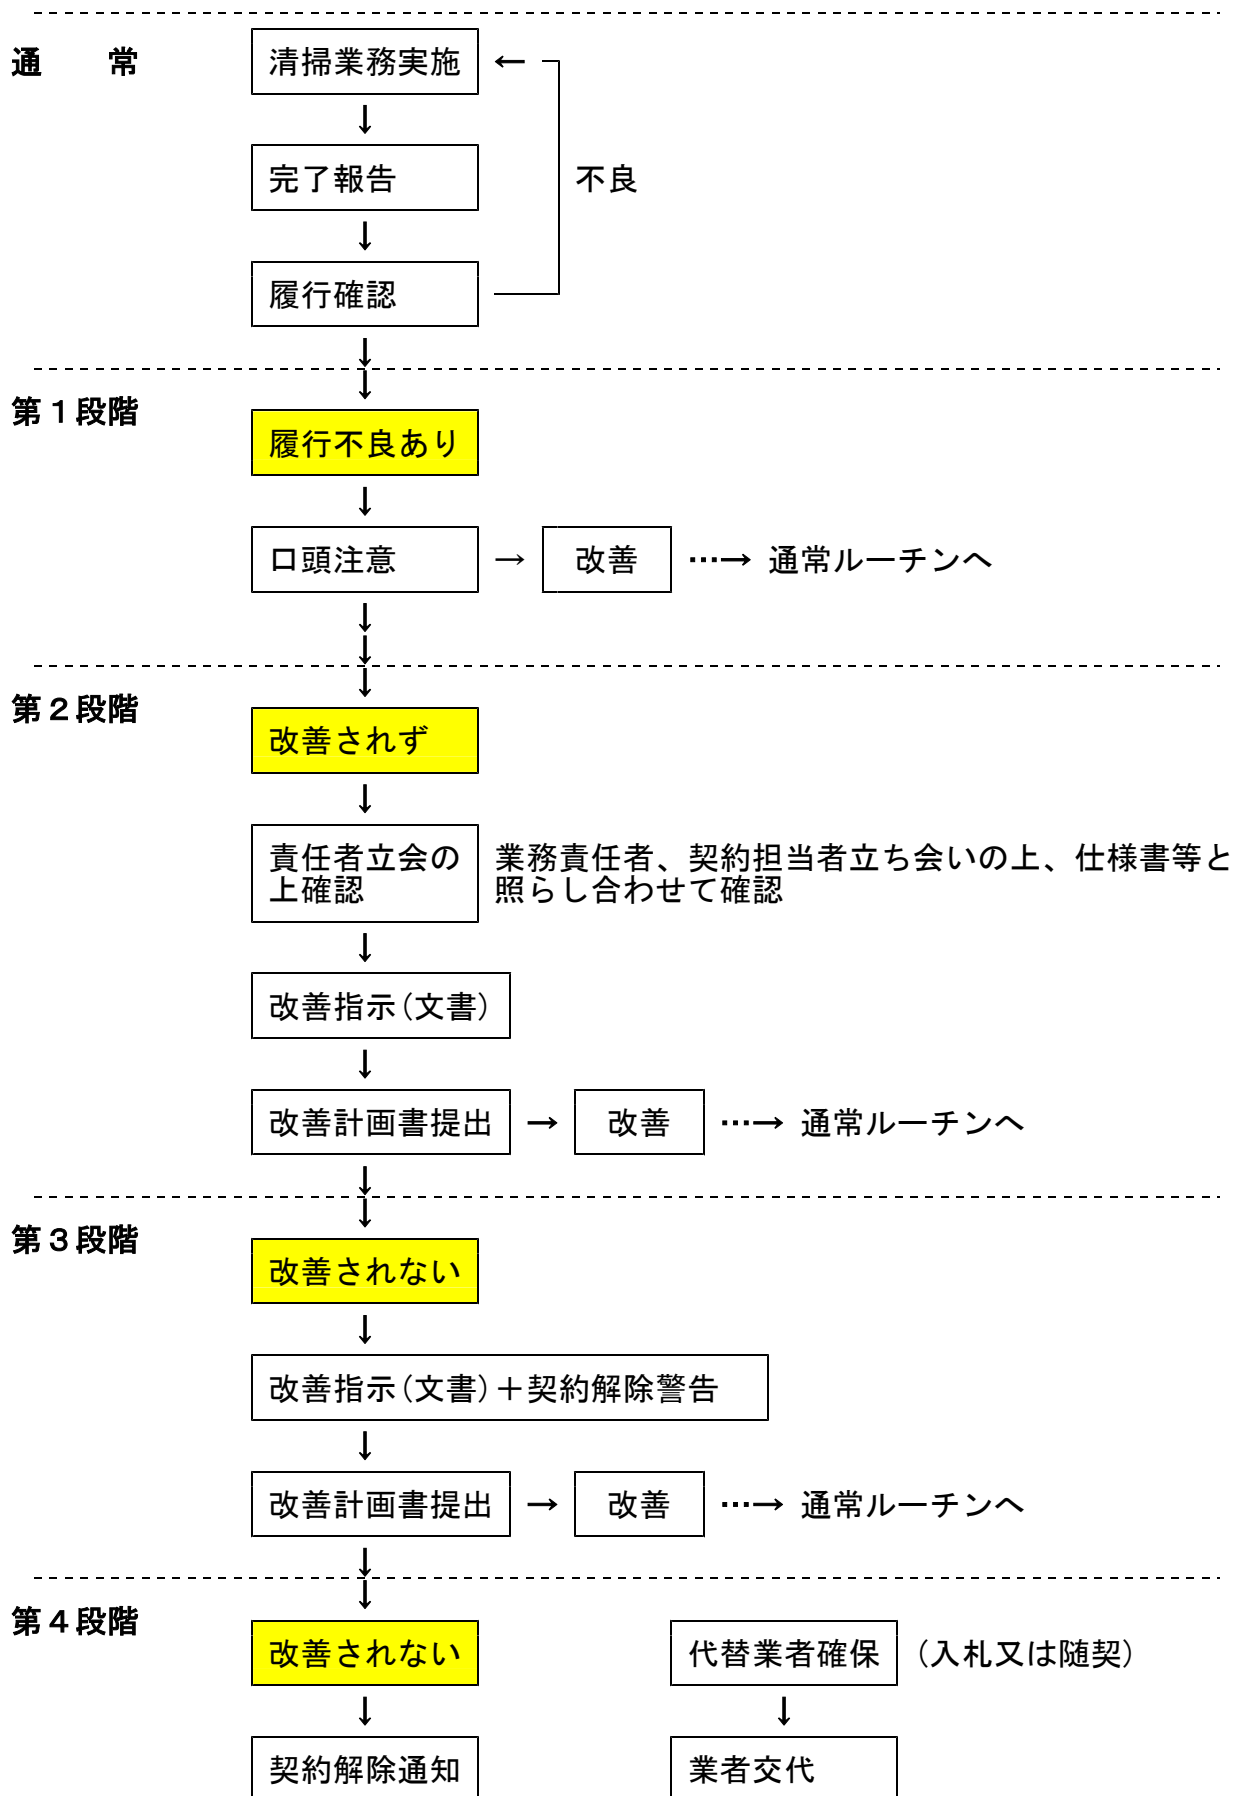 通　　常
清掃業務実施 ←
↓
完了報告
不良
↓
履行確認
↓
↓
第１段階
履行不良あり
↓
口頭注意 → 改善 …→ 通常ルーチンへ
↓
↓
↓
第２段階
改善されず
↓
責任者立会の 業務責任者、契約担当者立ち会いの上、仕様書等と
上確認 照らし合わせて確認
↓
改善指示(文書)
↓
改善計画書提出 → 改善 …→ 通常ルーチンへ
↓
↓
第３段階
改善されない
↓
改善指示(文書)＋契約解除警告
↓
改善計画書提出 → 改善 …→ 通常ルーチンへ
↓
↓
第４段階
改善されない 代替業者確保 (入札又は随契)
↓ ↓
契約解除通知 業者交代